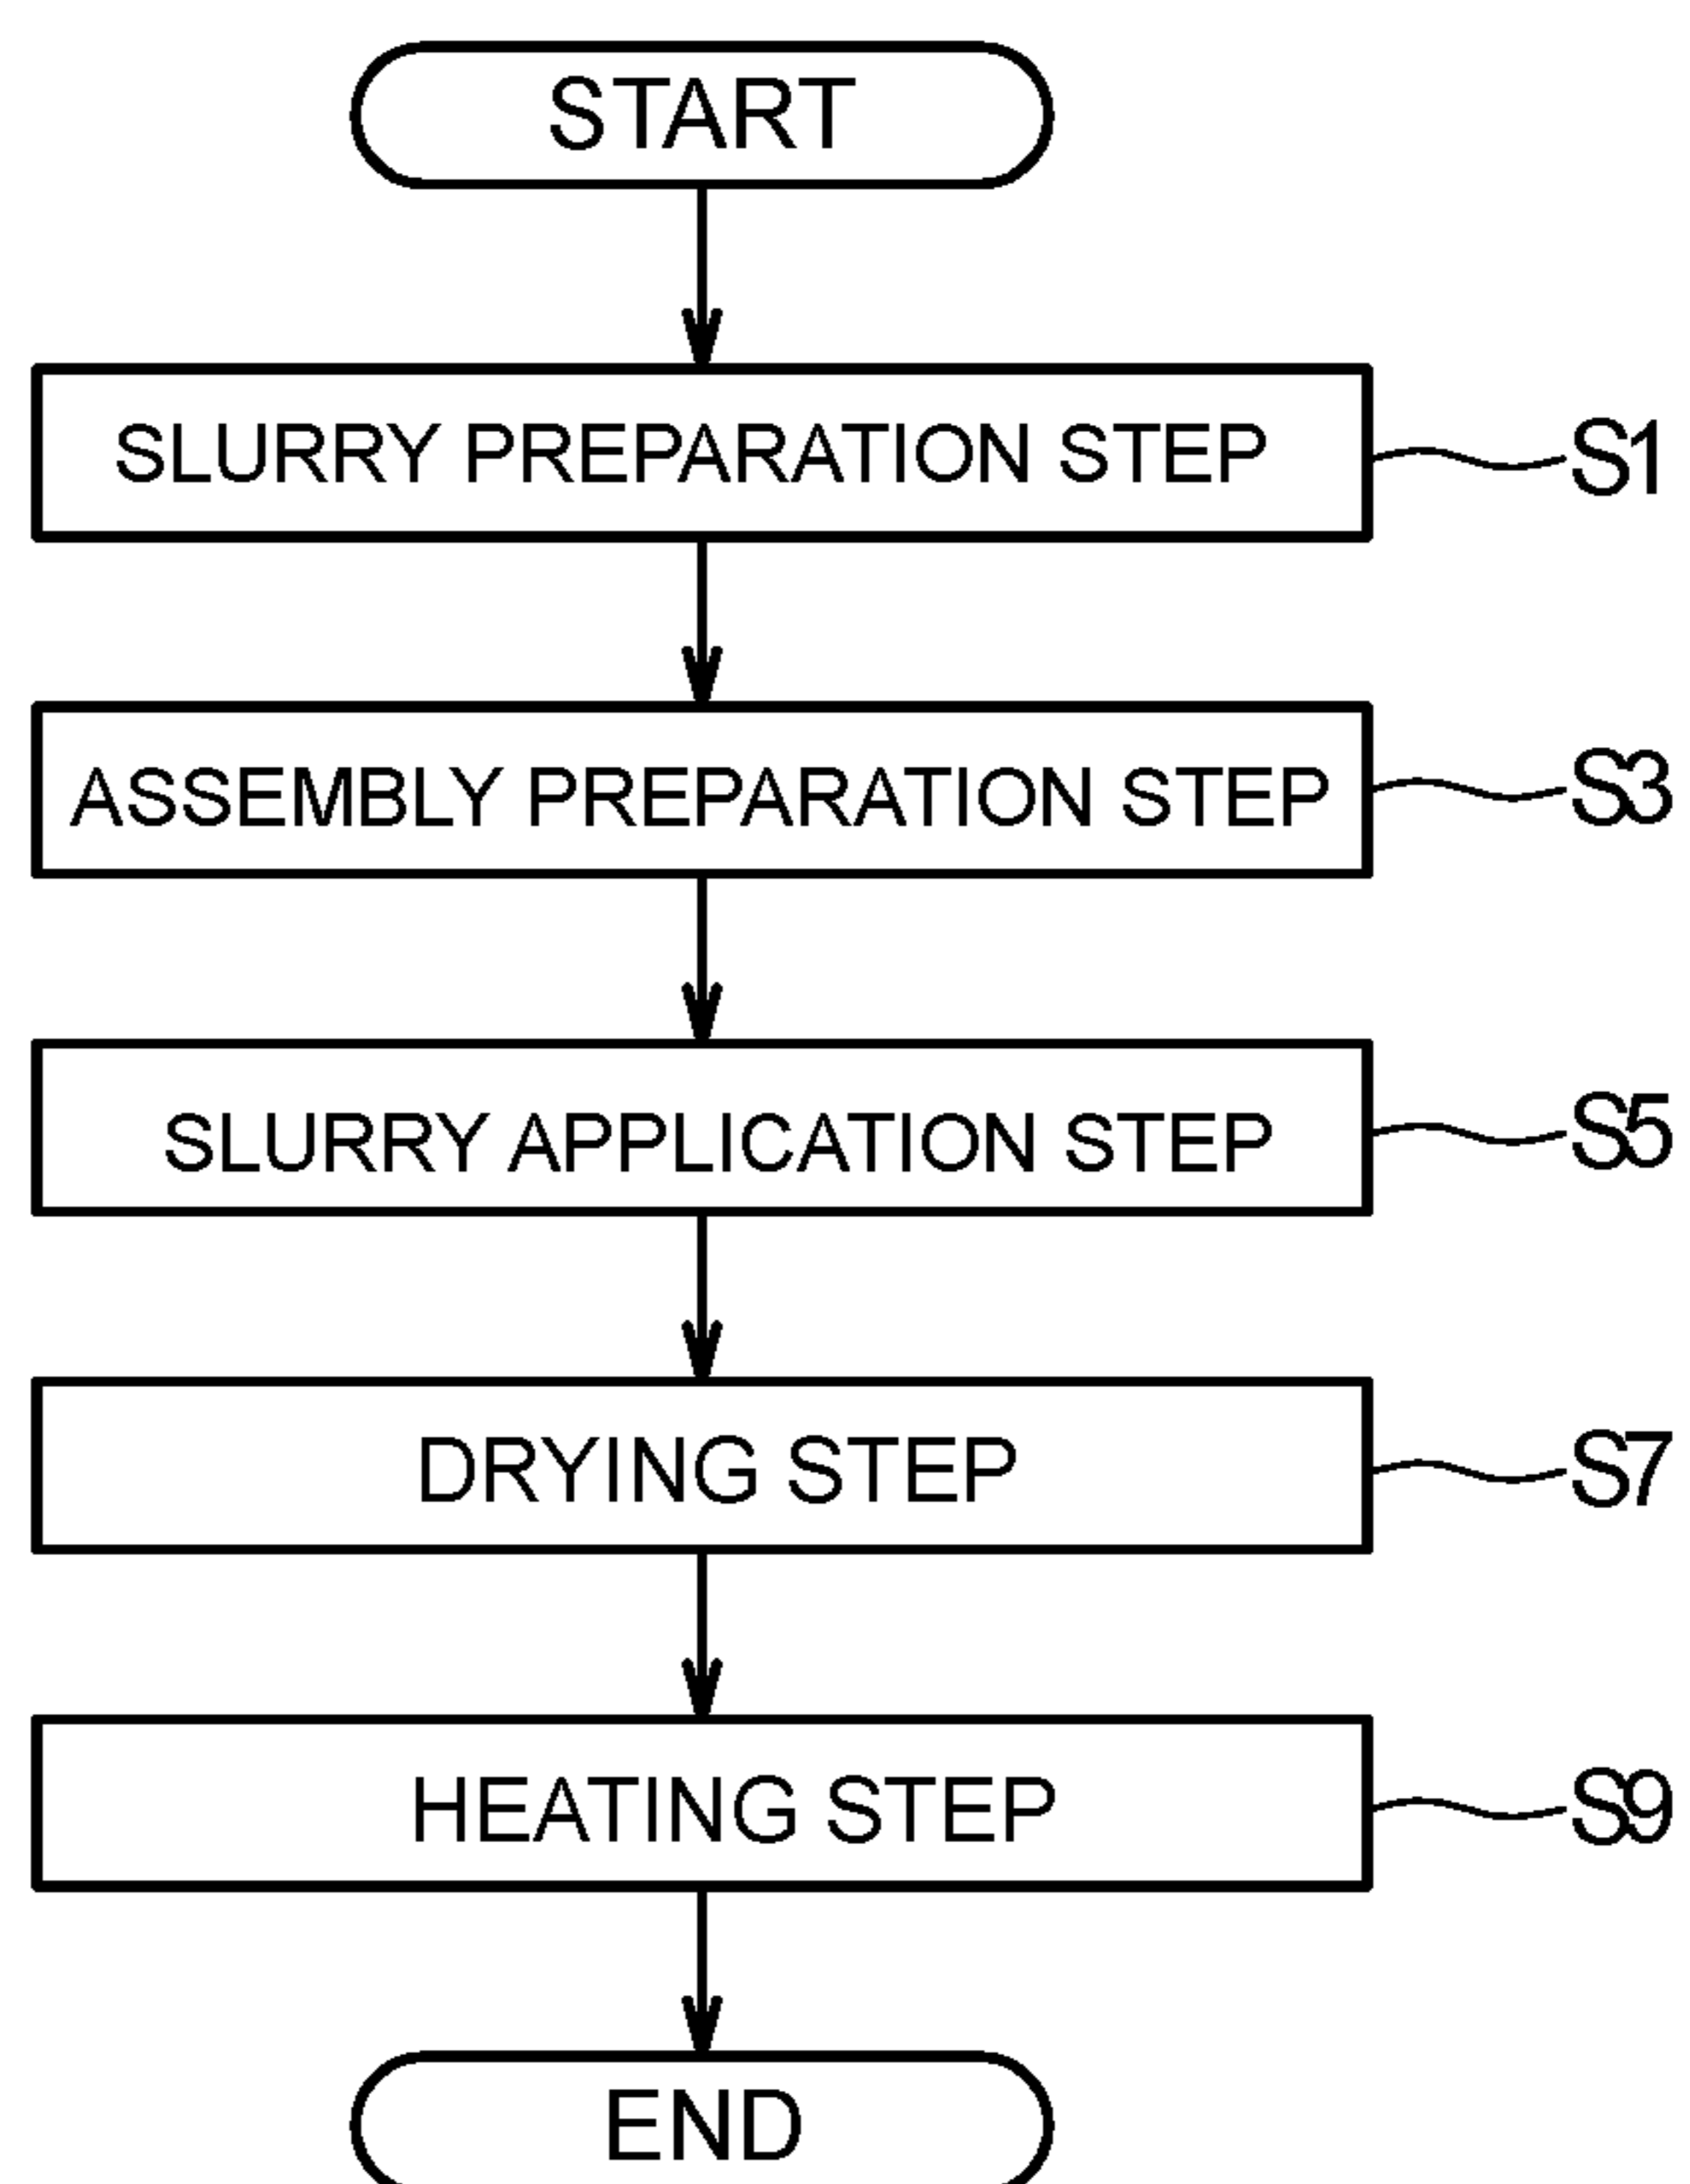 START
SLURRY PREPARATION STEP S1
ASSEMBLY PREPARATION STEP S3
SLURRY APPLICATION STEP S5
DRYING STEP S7
HEATING STEP S9
END